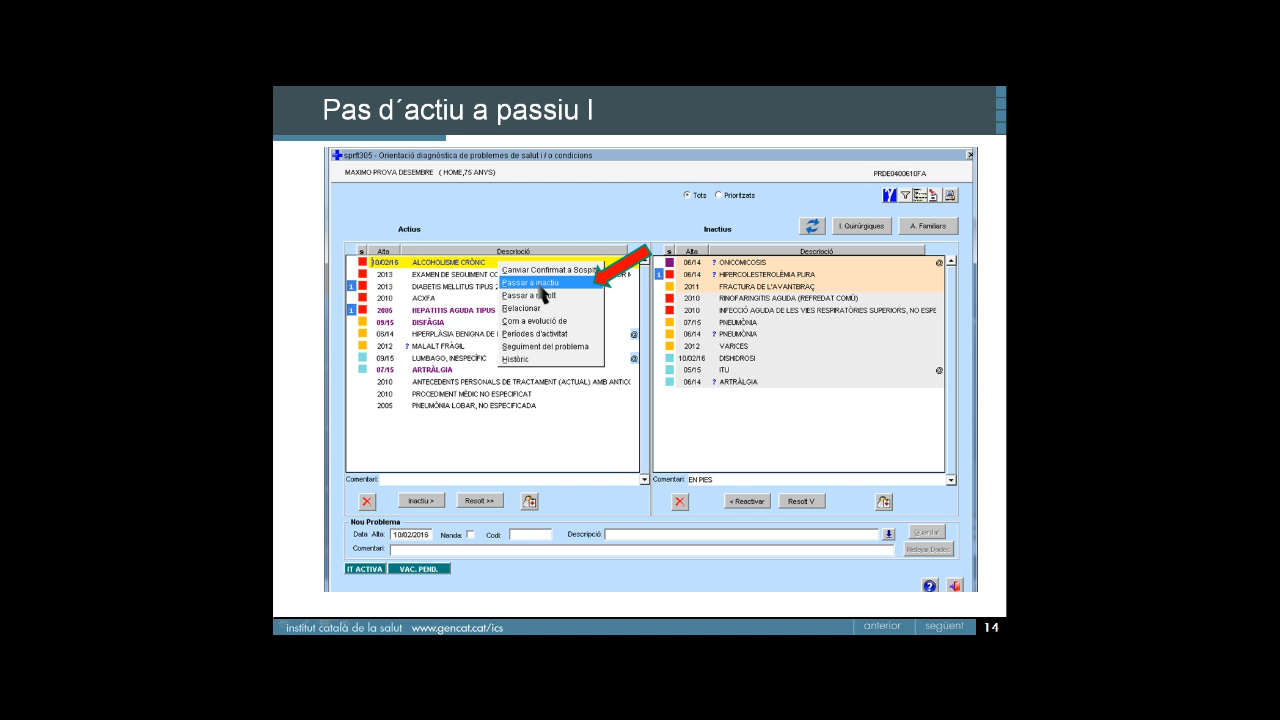 Pas d´actiu a passiu I
sprft305 - Orientació diagnòstica de problemes de salut i / o condicions
MAXIMO PROVA DESEMBRE ( HOME,75 ANYS) PRDE0400610FA
Tots Prioritzats
Actius Inactius I. Quirúrgiques A. Familiars
s Alta Descripció s Alta Descripció
10/02/16 ALCOHOLISME CRÒNIC
2013 EXAMEN DE SEGUIMENT
2013 DIABETIS MELLITUS TIPUS 2
2010 ACXFA
2005 HEPATITIS AGUDA TIPUS
09/15 DISFÀGIA
06/14 HIPERPLÀSIA BENIGNA DE @
2012 ? MALALT FRÀGIL
09/15 LUMBAGO, INESPECÍFIC @
07/15 ARTRÀLGIA
2010 ANTECEDENTS PERSONALS DE TRACTAMENT (ACTUAL) AMB ANTICO
2010 PROCEDIMENT MÈDIC NO ESPECIFICAT
2005 PNEUMÒNIA LOBAR, NO ESPECIFICADA
Canviar Confirmat a Sospit
Passar a inactiu
Passar a
Relacionar
Com a evolució de
Períodes d'activitat
Seguiment del problema
Històric
06/14 ? ONICOMICOSIS @
06/14 ? HIPERCOLESTEROLÈMIA PURA
2011 FRACTURA DE L'AVANTBRAÇ
2010 RINOFARINGITIS AGUDA (REFREDAT COMÚ)
2010 INFECCIÓ AGUDA DE LES VIES RESPIRATÒRIES SUPERIORS, NO ESPE
07/15 PNEUMÒNIA
06/14 ? PNEUMÒNIA
2012 VARICES
10/02/16 DISHIDROSI
05/15 ITU @
06/14 ? ARTRÀLGIA
Comentari: Comentari: EN PIES
Inactiu > Resolt >> < Reactivar Resolt V
Nou Problema
Data Alta: 10/02/2016 Nanda: Codi: Descripció: Guardar
Comentari: Netejar Dades
IT ACTIVA VAC. PEND.
institut català de la salut www.gencat.cat/ics anterior següent 14